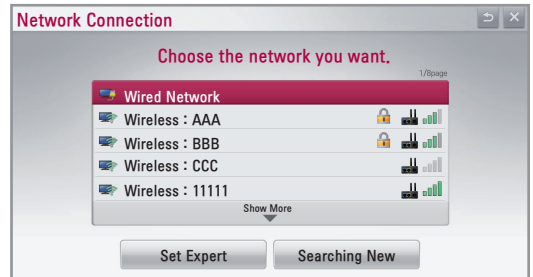 Network Connection
Choose the network you want.
1/8page
Wired Network
Wireless : AAA
Wireless : BBB
Wireless : CCC
Wireless : 11111
Show More
Set Expert
Searching New